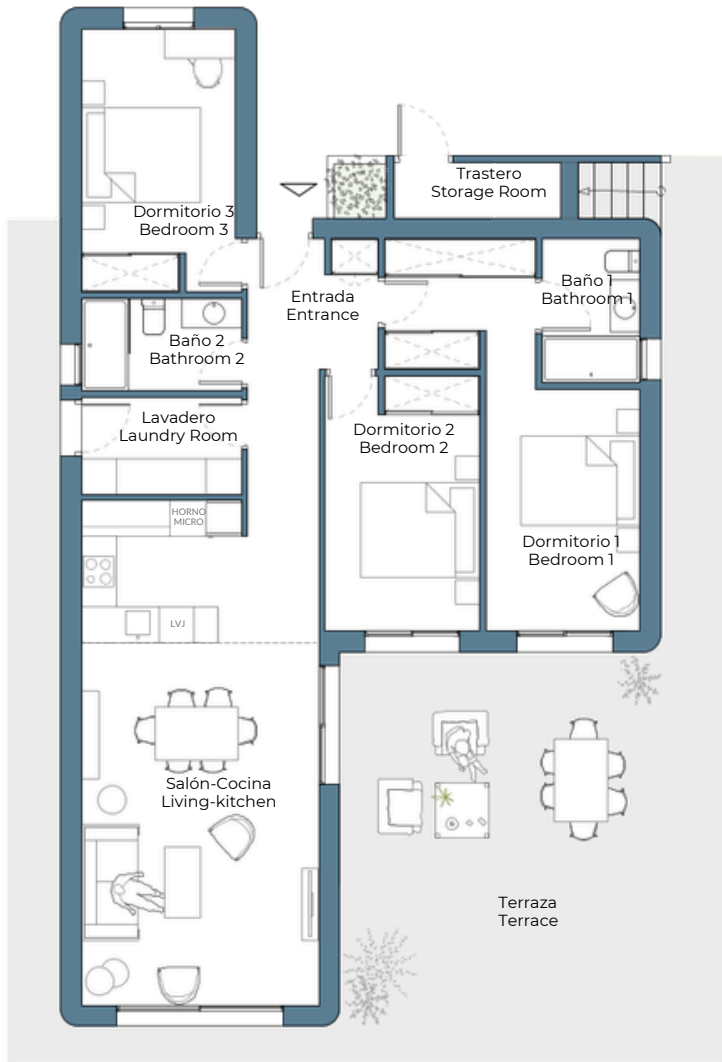 Trastero
Storage Room
Dormitorio 3
Bedroom 3
Baño 1
Bathroom 1
Entrada
Entrance
Baño 2
Bathroom 2
Lavadero
Laundry Room
Dormitorio 2
Bedroom 2
HORNO
MICRO
Dormitorio 1
Bedroom 1
LVJ
Salón-Cocina
Living-kitchen
Terraza
Terrace